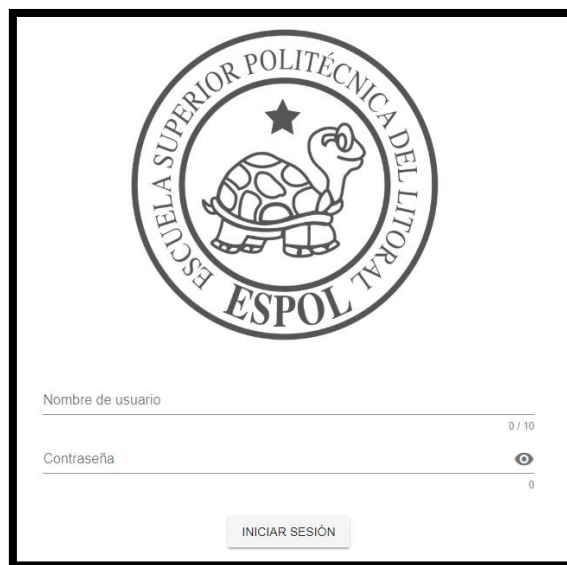 ESCUELA SUPERIOR POLITÉCNICA DEL LITORAL
ESPOL
Nombre de usuario
0 / 10
Contraseña
0
INICIAR SESIÓN